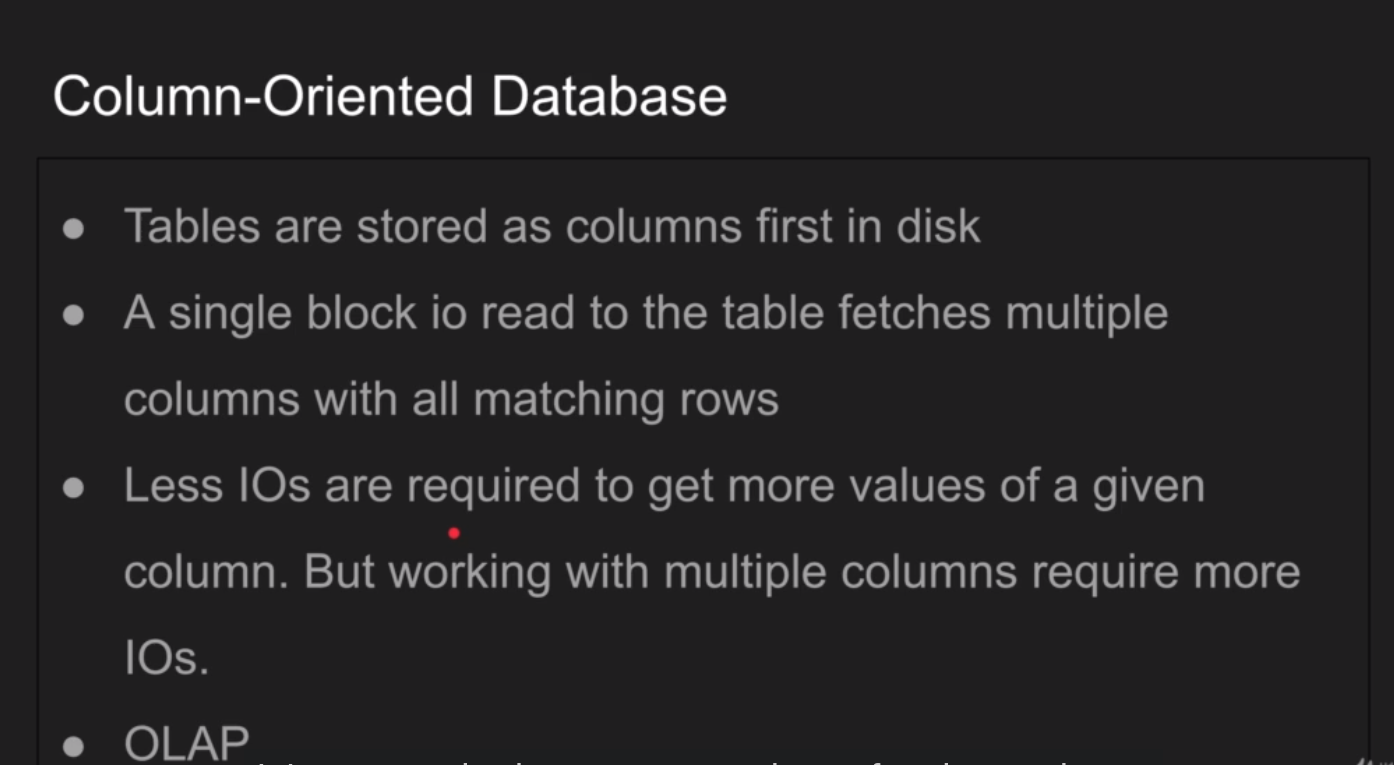 Column-Oriented Database
● Tables are stored as columns first in disk
● A single block io read to the table fetches multiple
columns with all matching rows
● Less IOs are required to get more values of a given
column. But working with multiple columns require more
IOs.
● OLAP